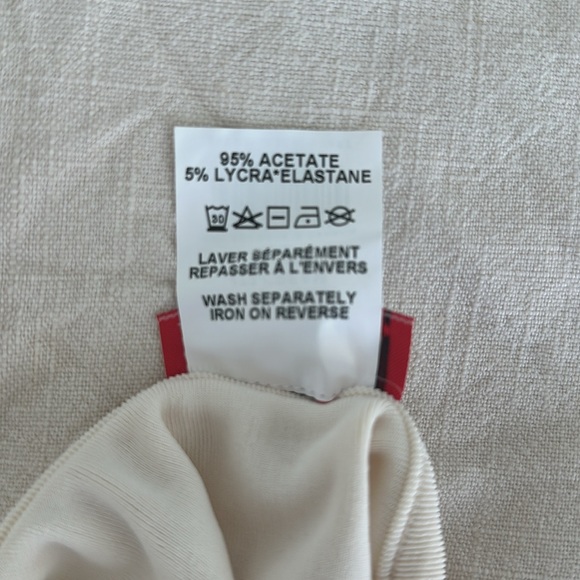 95% ACETATE
5% LYCRA*ELASTANE
30
LAVER SÉPARÉMENT
REPASSER À L'ENVERS
WASH SEPARATELY
IRON ON REVERSE